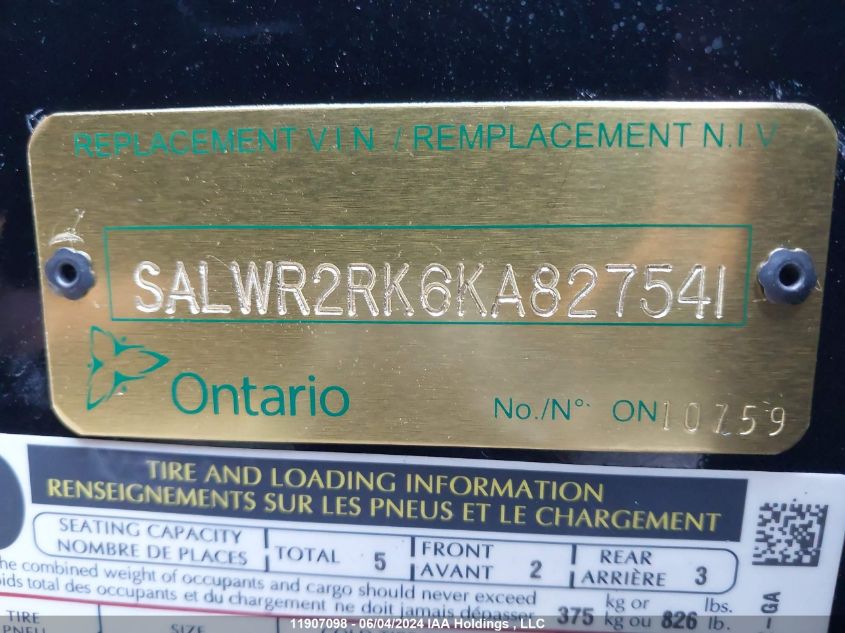 REPLACEMENT V.I.N. / REMPLACEMENT N.I.V
SALWR2RK6KA827541
Ontario
No./N° ON10759
TIRE AND LOADING INFORMATION
RENSEIGNEMENTS SUR LES PNEUS ET LE CHARGEMENT
SEATING CAPACITY
NOMBRE DE PLACES
TOTAL 5
FRONT
AVANT 2
REAR
ARRIÈRE 3
The combined weight of occupants and cargo should never exceed
poids total des occupants et du chargement ne doit jamais dépasser
375 kg or
kg ou 826 lbs.
lb.
GA
TIRE
SIZE
11907098 - 06/04/2024 IAA Holdings, LLC